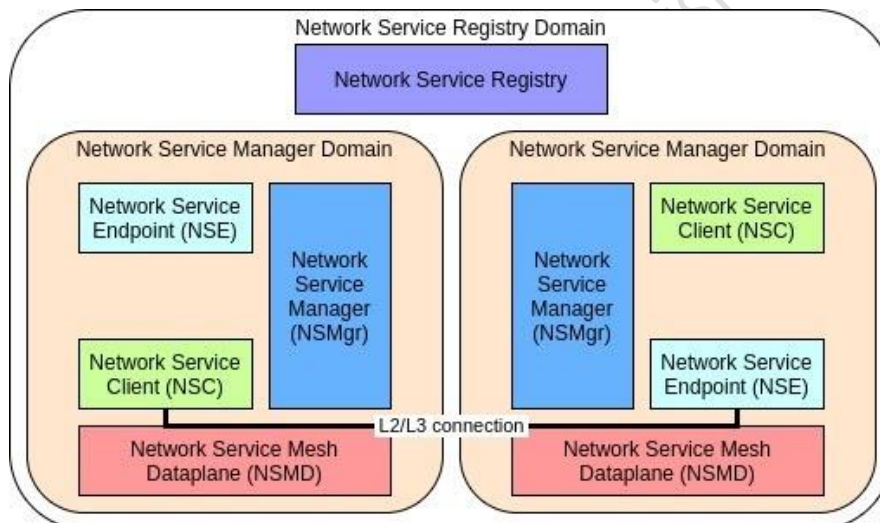 Network Service Registry Domain
Network Service Registry
Network Service Manager Domain
Network Service
Endpoint (NSE)
Network
Service
Manager
(NSMgr)
Network Service
Client (NSC)
Network Service Mesh
Dataplane (NSMD)
Network Service Manager Domain
Network
Service
Manager
(NSMgr)
Network Service
Client (NSC)
Network Service
Endpoint (NSE)
L2/L3 connection
Network Service Mesh
Dataplane (NSMD)